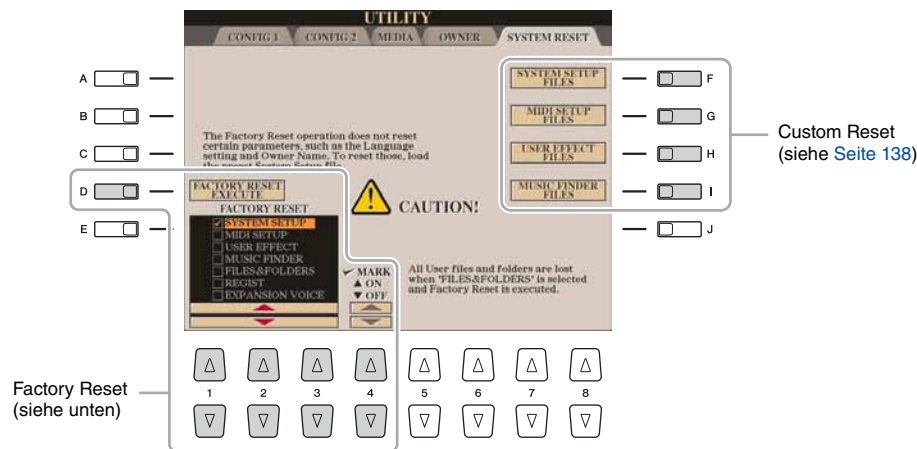 UTILITY
CONFIG 1 CONFIG 2 MEDIA OWNER SYSTEM RESET
A
B
C
D
E
The Factory Reset operation does not reset
certain parameters, such as the Language
setting and Owner Name. To reset those, load
the preset System Setup file.
FACTORY RESET
EXECUTE
FACTORY RESET
SYSTEM SETUP
MIDI SETUP
USER EFFECT
MUSIC FINDER
FILES&FOLDERS
REGIST
EXPANSION VOICE
MARK
▲ ON
▼ OFF
CAUTION!
All User files and folders are lost
when "FILES&FOLDERS" is selected
and Factory Reset is executed.
SYSTEM SETUP
FILES
MIDI SETUP
FILES
USER EFFECT
FILES
MUSIC FINDER
FILES
F
G
H
I
J
Custom Reset
(siehe Seite 138)
Factory Reset
(siehe unten)
1 2 3 4 5 6 7 8